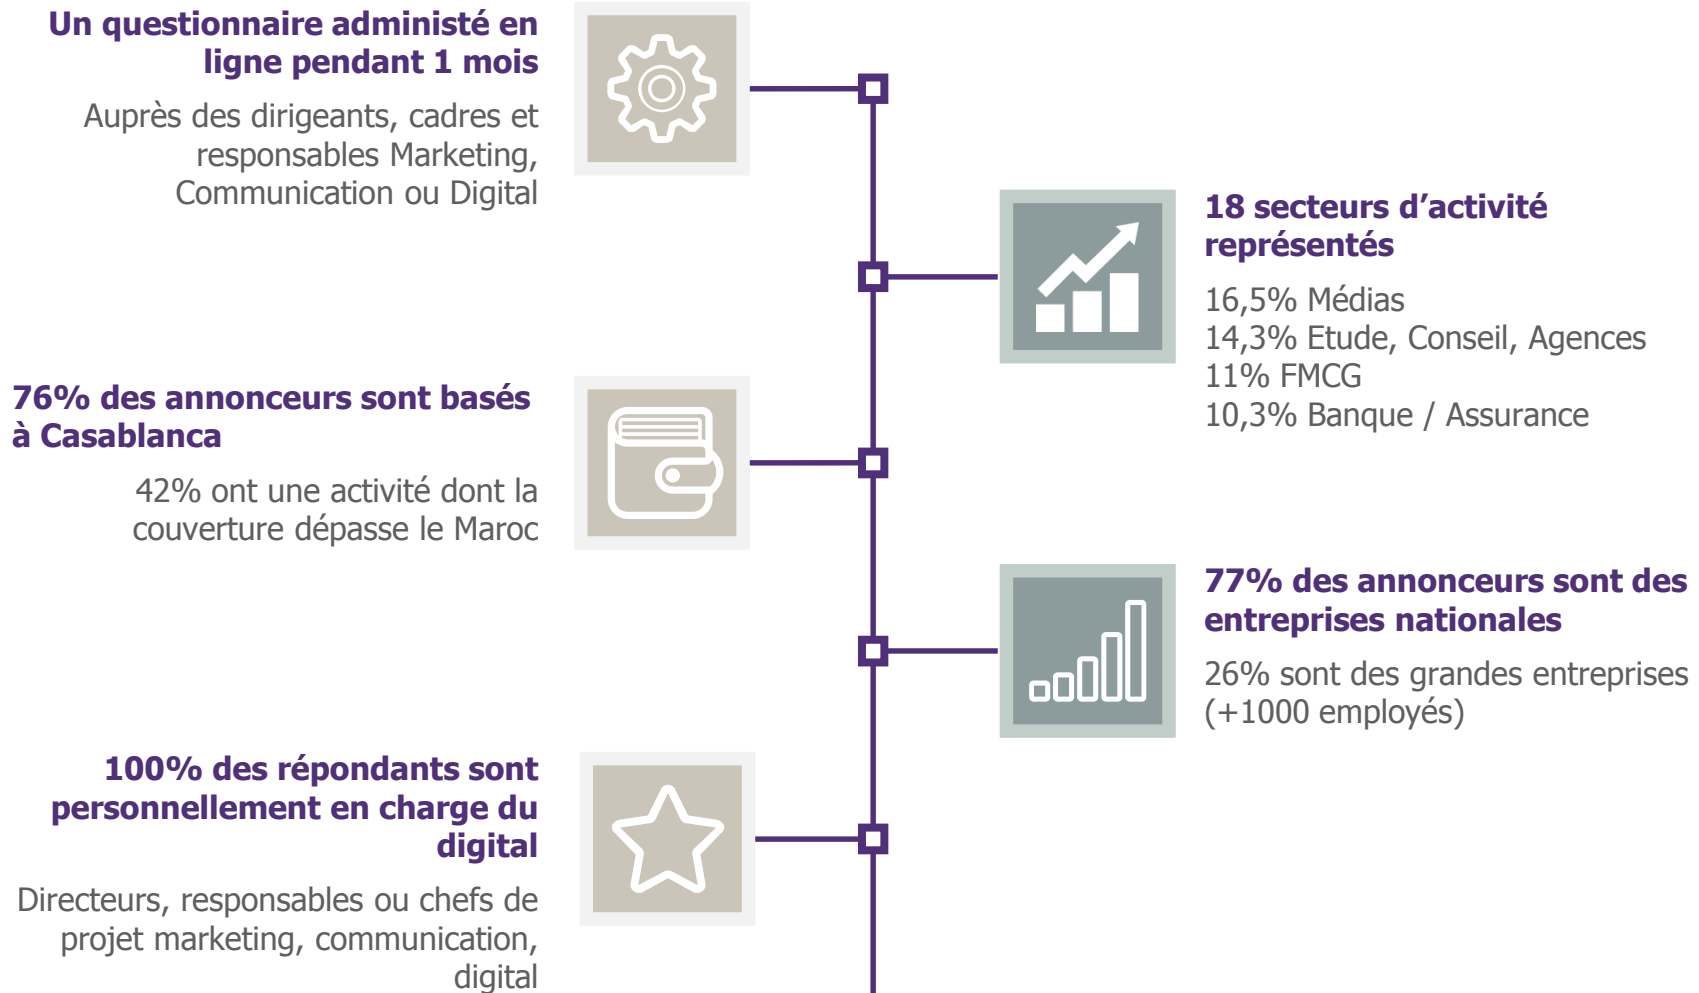 Un questionnaire administé en
ligne pendant 1 mois
Auprès des dirigeants, cadres et
responsables Marketing,
Communication ou Digital
18 secteurs d’activité
représentés
16,5% Médias
14,3% Etude, Conseil, Agences
11% FMCG
10,3% Banque / Assurance
76% des annonceurs sont basés
à Casablanca
42% ont une activité dont la
couverture dépasse le Maroc
77% des annonceurs sont des
entreprises nationales
26% sont des grandes entreprises
(+1000 employés)
100% des répondants sont
personnellement en charge du
digital
Directeurs, responsables ou chefs de
projet marketing, communication,
digital